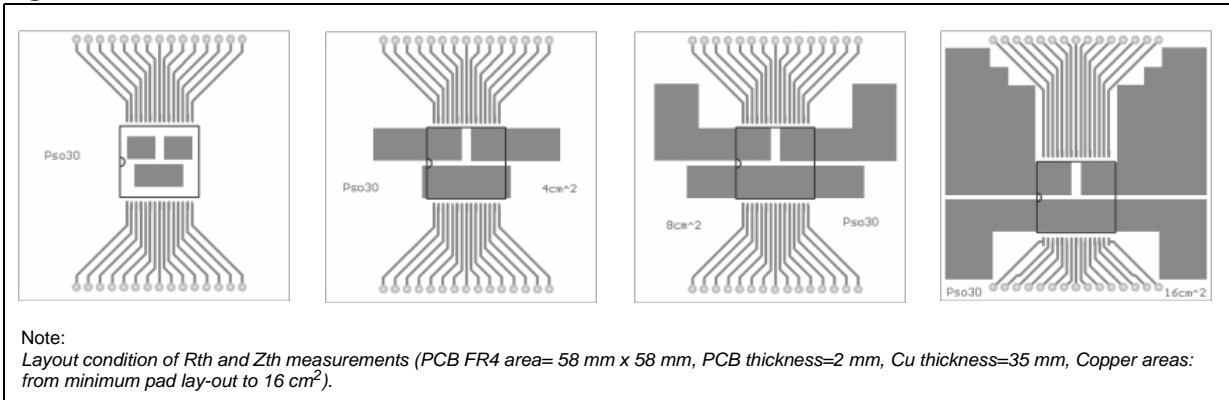 Pso30
Pso30
4cm^2
8cm^2
Pso30
Pso30
16cm^2
Note:
Layout condition of Rth and Zth measurements (PCB FR4 area= 58 mm x 58 mm, PCB thickness=2 mm, Cu thickness=35 mm, Copper areas:
from minimum pad lay-out to 16 cm2).